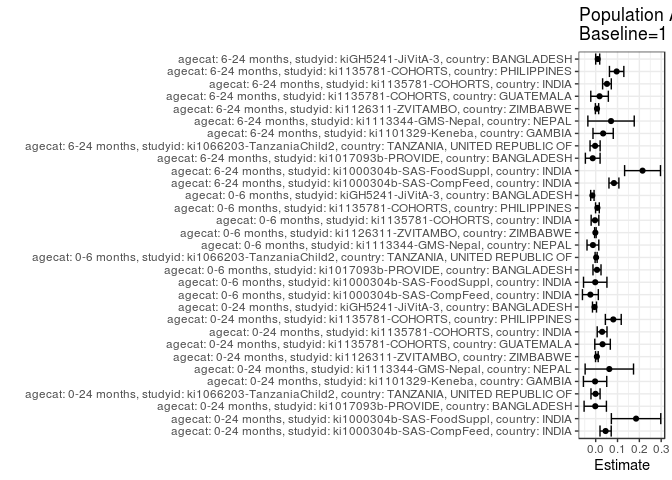 Population A
Baseline=1
agecat: 6-24 months, studyid: kiGH5241-JiVitA-3, country: BANGLADESH
agecat: 6-24 months, studyid: ki1135781-COHORTS, country: PHILIPPINES
agecat: 6-24 months, studyid: ki1135781-COHORTS, country: INDIA
agecat: 6-24 months, studyid: ki1135781-COHORTS, country: GUATEMALA
agecat: 6-24 months, studyid: ki1126311-ZVITAMBO, country: ZIMBABWE
agecat: 6-24 months, studyid: ki1113344-GMS-Nepal, country: NEPAL
agecat: 6-24 months, studyid: ki1101329-Keneba, country: GAMBIA
agecat: 6-24 months, studyid: ki1066203-TanzaniaChild2, country: TANZANIA, UNITED REPUBLIC OF
agecat: 6-24 months, studyid: ki1017093b-PROVIDE, country: BANGLADESH
agecat: 6-24 months, studyid: ki1000304b-SAS-FoodSuppl, country: INDIA
agecat: 6-24 months, studyid: ki1000304b-SAS-CompFeed, country: INDIA
agecat: 0-6 months, studyid: kiGH5241-JiVitA-3, country: BANGLADESH
agecat: 0-6 months, studyid: ki1135781-COHORTS, country: PHILIPPINES
agecat: 0-6 months, studyid: ki1135781-COHORTS, country: INDIA
agecat: 0-6 months, studyid: ki1126311-ZVITAMBO, country: ZIMBABWE
agecat: 0-6 months, studyid: ki1113344-GMS-Nepal, country: NEPAL
agecat: 0-6 months, studyid: ki1066203-TanzaniaChild2, country: TANZANIA, UNITED REPUBLIC OF
agecat: 0-6 months, studyid: ki1017093b-PROVIDE, country: BANGLADESH
agecat: 0-6 months, studyid: ki1000304b-SAS-FoodSuppl, country: INDIA
agecat: 0-6 months, studyid: ki1000304b-SAS-CompFeed, country: INDIA
agecat: 0-24 months, studyid: kiGH5241-JiVitA-3, country: BANGLADESH
agecat: 0-24 months, studyid: ki1135781-COHORTS, country: PHILIPPINES
agecat: 0-24 months, studyid: ki1135781-COHORTS, country: INDIA
agecat: 0-24 months, studyid: ki1135781-COHORTS, country: GUATEMALA
agecat: 0-24 months, studyid: ki1126311-ZVITAMBO, country: ZIMBABWE
agecat: 0-24 months, studyid: ki1113344-GMS-Nepal, country: NEPAL
agecat: 0-24 months, studyid: ki1101329-Keneba, country: GAMBIA
agecat: 0-24 months, studyid: ki1066203-TanzaniaChild2, country: TANZANIA, UNITED REPUBLIC OF
agecat: 0-24 months, studyid: ki1017093b-PROVIDE, country: BANGLADESH
agecat: 0-24 months, studyid: ki1000304b-SAS-FoodSuppl, country: INDIA
agecat: 0-24 months, studyid: ki1000304b-SAS-CompFeed, country: INDIA
0.0 0.1 0.2 0.3
Estimate